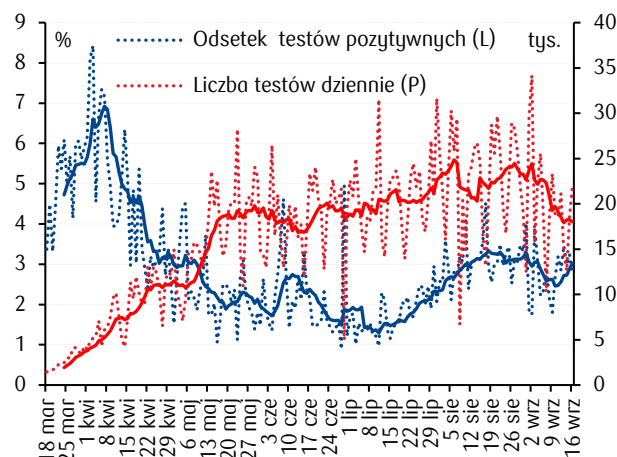 9
8
7
6
5
4
3
2
1
0
%
Odsetek testów pozytywnych (L)
Liczba testów dziennie (P)
tys.
40
35
30
25
20
15
10
5
0
18 mar
25 mar
1 kwi
8 kwi
15 kwi
22 kwi
29 kwi
6 maj
13 maj
20 maj
27 maj
3 cze
10 cze
17 cze
24 cze
1 lip
8 lip
15 lip
22 lip
29 lip
5 sie
12 sie
19 sie
26 sie
2 wrz
9 wrz
16 wrz